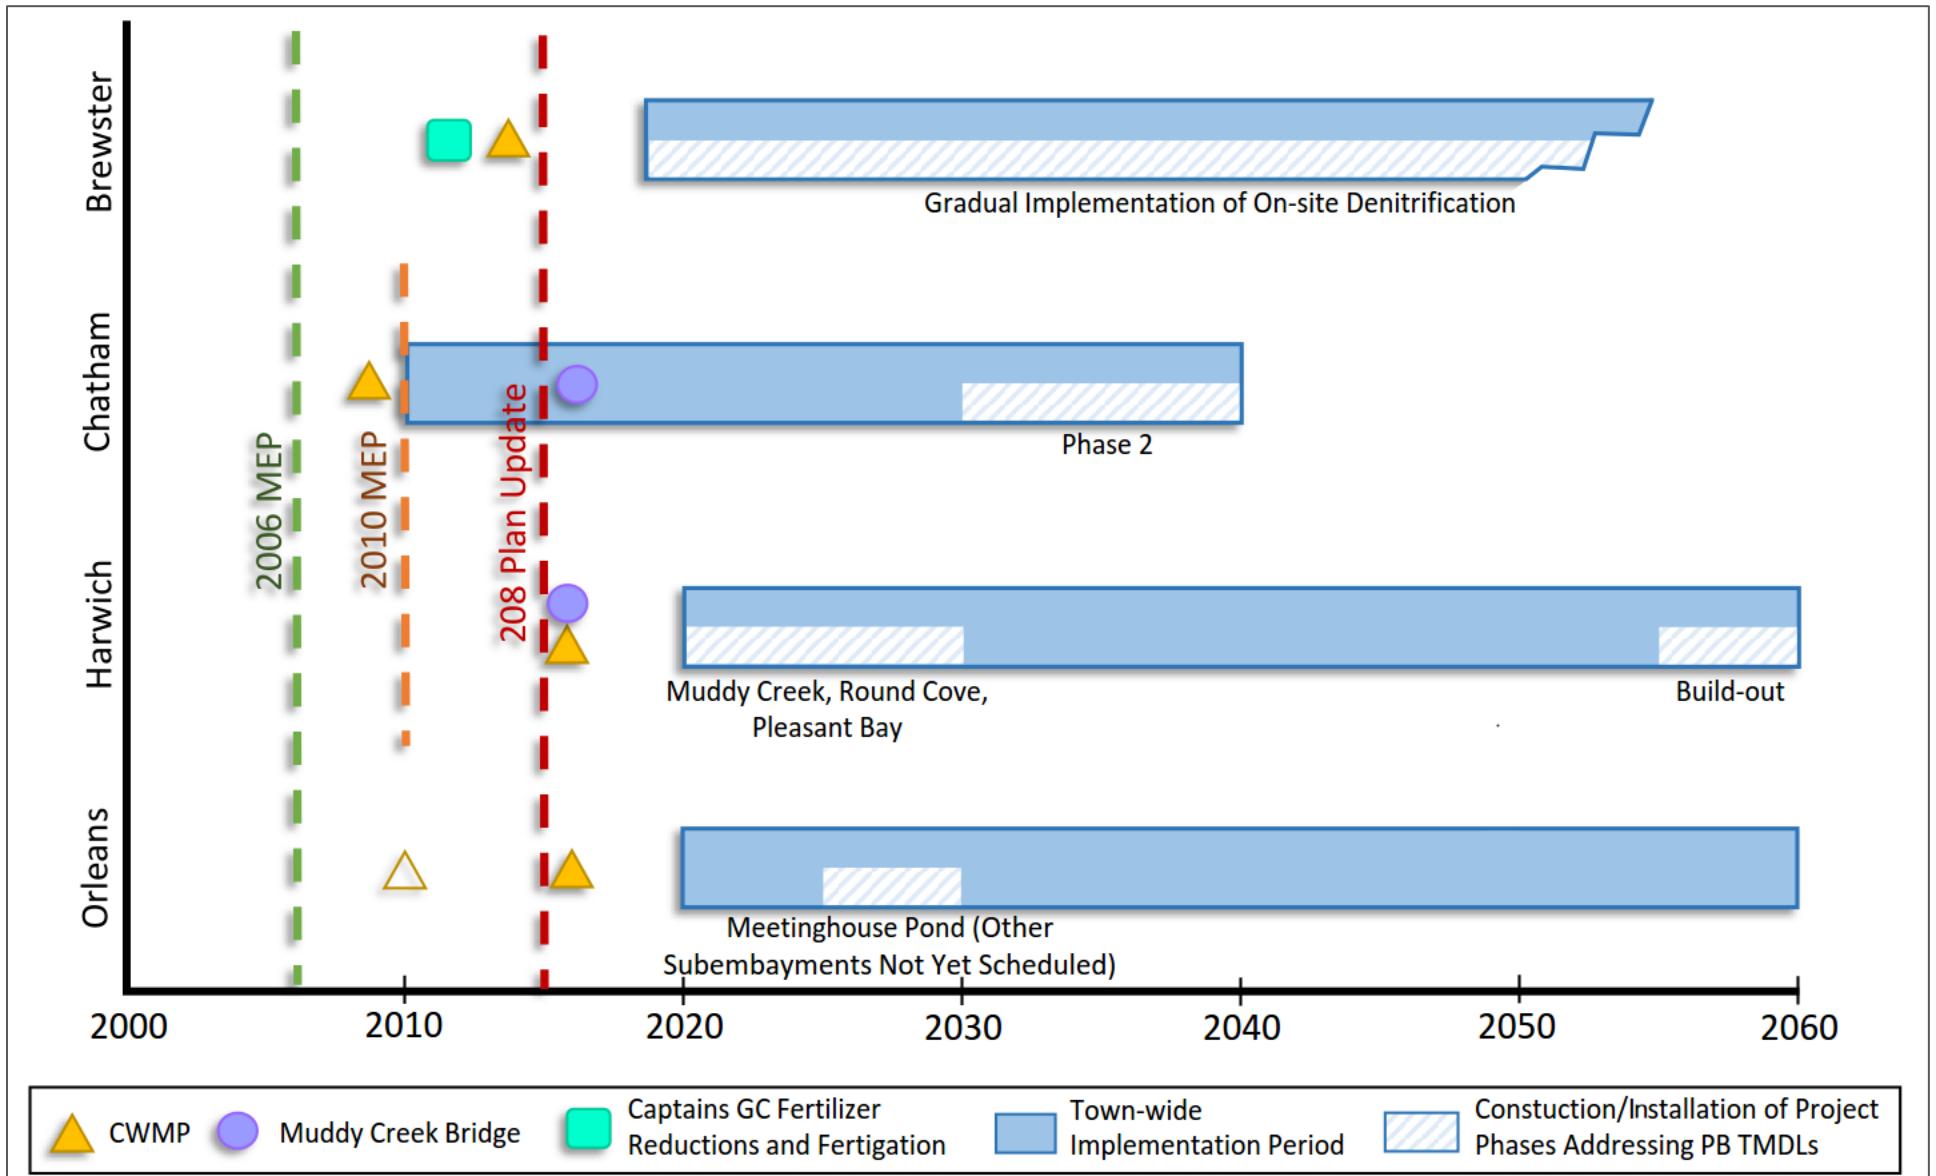 Brewster
Gradual Implementation of On-site Denitrification
Chatham
Phase 2
2006 MEP
2010 MEP
208 Plan Update
Harwich
Muddy Creek, Round Cove,
Pleasant Bay
Build-out
Orleans
Meetinghouse Pond (Other
Subembayments Not Yet Scheduled)
2000 2010 2020 2030 2040 2050 2060
CWMP
Muddy Creek Bridge
Captains GC Fertilizer
Reductions and Fertigation
Town-wide
Implementation Period
Constuction/Installation of Project
Phases Addressing PB TMDLs